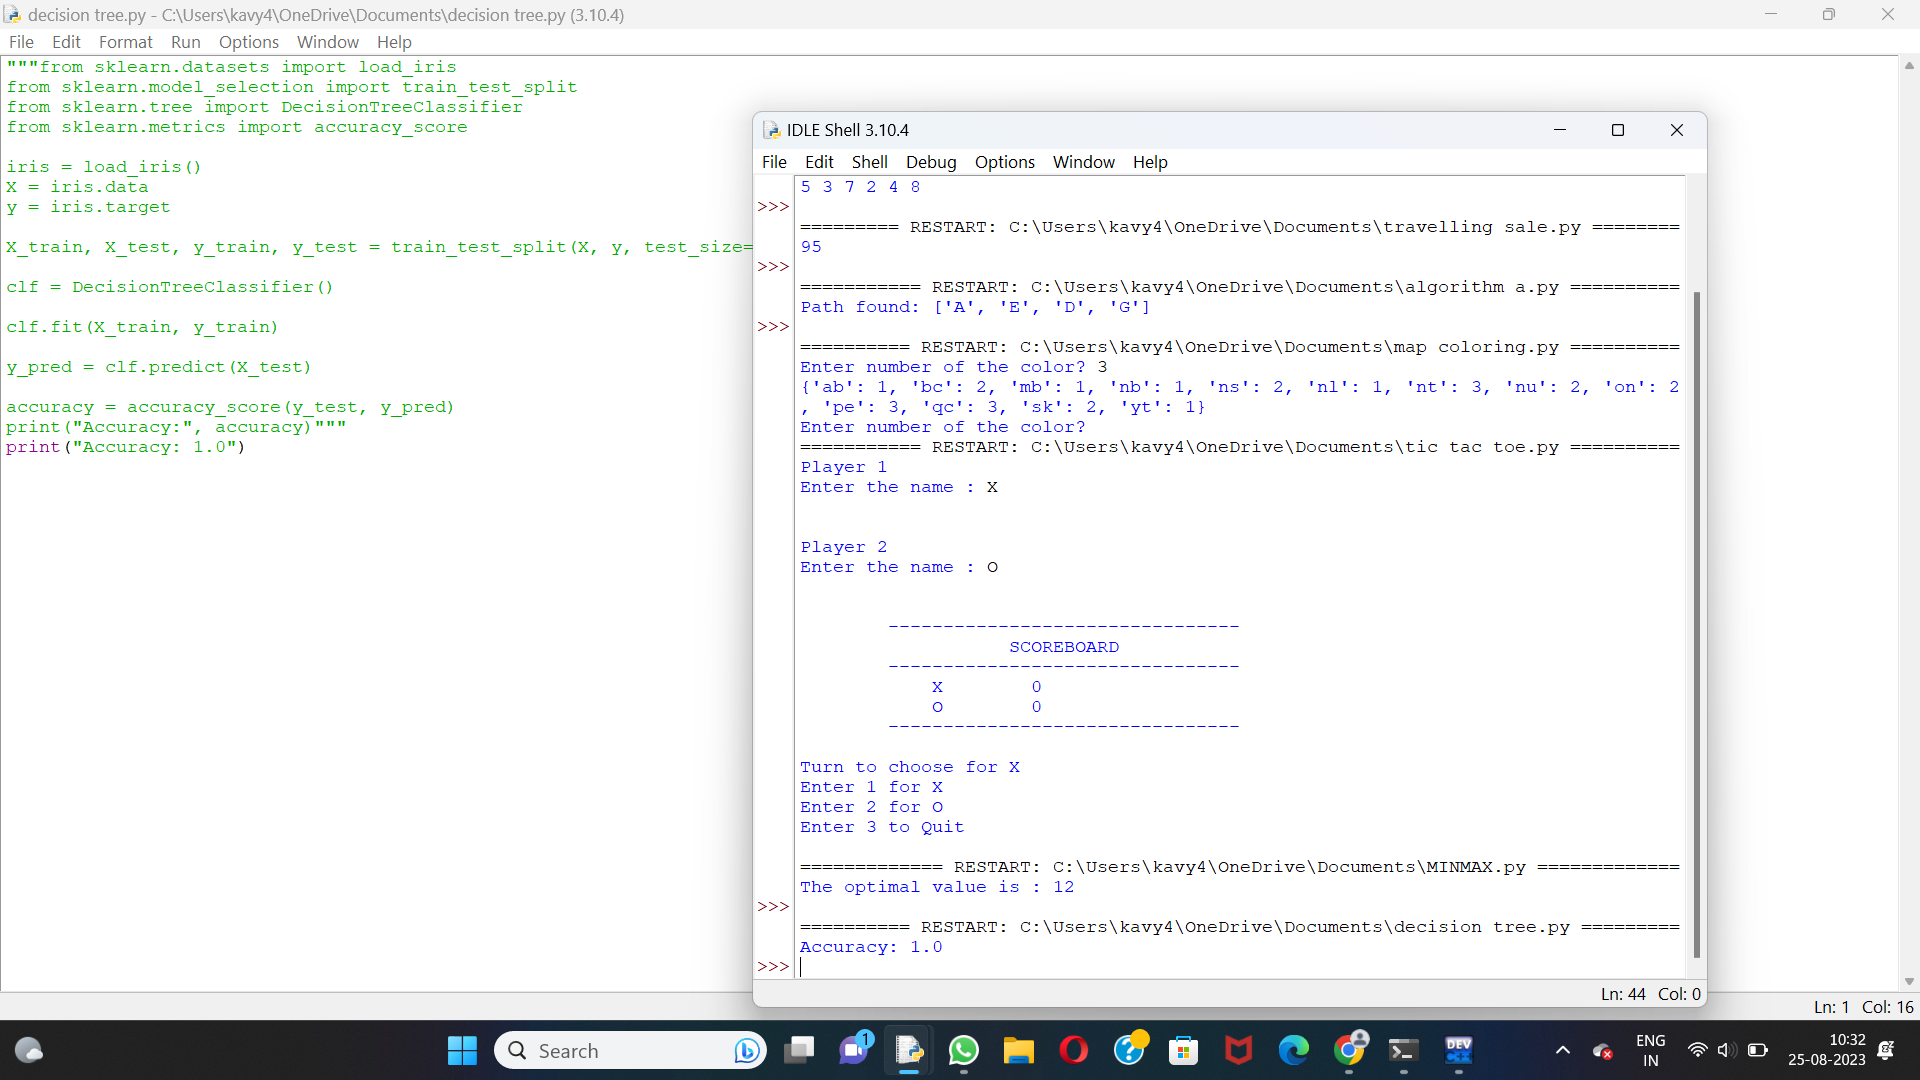 decision tree.py - C:\Users\kavy4\OneDrive\Documents\decision tree.py (3.10.4)
File Edit Format Run Options Window Help
"""from sklearn.datasets import load_iris
from sklearn.model_selection import train_test_split
from sklearn.tree import DecisionTreeClassifier
from sklearn.metrics import accuracy_score
iris = load_iris()
X = iris.data
y = iris.target
X_train, X_test, y_train, y_test = train_test_split(X, y, test_size=
clf = DecisionTreeClassifier()
clf.fit(X_train, y_train)
y_pred = clf.predict(X_test)
accuracy = accuracy_score(y_test, y_pred)
print("Accuracy:", accuracy)"""
print("Accuracy: 1.0")
IDLE Shell 3.10.4
File Edit Shell Debug Options Window Help
5 3 7 2 4 8
>>>
========= RESTART: C:\Users\kavy4\OneDrive\Documents\travelling sale.py ========
95
>>>
=========== RESTART: C:\Users\kavy4\OneDrive\Documents\algorithm a.py ==========
Path found: ['A', 'E', 'D', 'G']
>>>
========== RESTART: C:\Users\kavy4\OneDrive\Documents\map coloring.py ==========
Enter number of the color? 3
{'ab': 1, 'bc': 2, 'mb': 1, 'nb': 1, 'ns': 2, 'nl': 1, 'nt': 3, 'nu': 2, 'on': 2
, 'pe': 3, 'qc': 3, 'sk': 2, 'yt': 1}
Enter number of the color?
=========== RESTART: C:\Users\kavy4\OneDrive\Documents\tic tac toe.py ==========
Player 1
Enter the name : X
Player 2
Enter the name : O
--------------------------------
SCOREBOARD
--------------------------------
X 0
O 0
--------------------------------
Turn to choose for X
Enter 1 for X
Enter 2 for O
Enter 3 to Quit
============= RESTART: C:\Users\kavy4\OneDrive\Documents\MINMAX.py =============
The optimal value is : 12
>>>
========== RESTART: C:\Users\kavy4\OneDrive\Documents\decision tree.py =========
Accuracy: 1.0
>>>
Ln: 44 Col: 0
Ln: 1 Col: 16
Search
1
DEV
C++
ENG
IN
10:32
25-08-2023